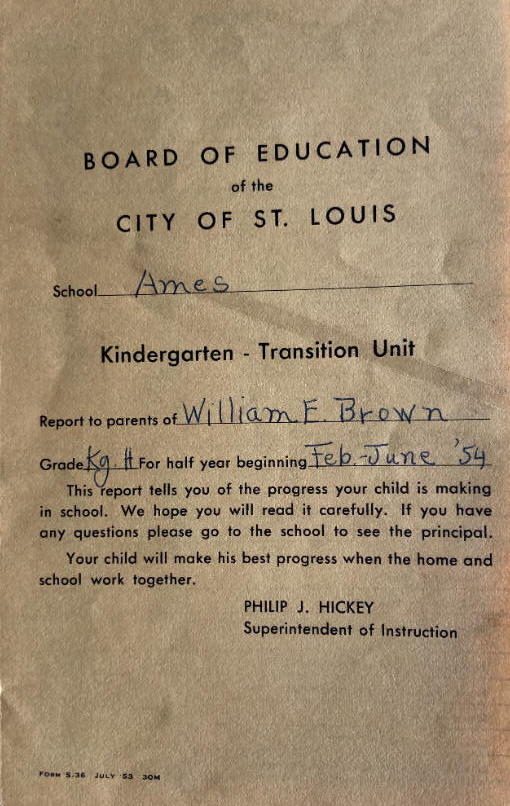 BOARD OF EDUCATION
of the
CITY OF ST. LOUIS
School Ames
Kindergarten - Transition Unit
Report to parents of William E. Brown
Grade Kg. II For half year beginning Feb.-June '54
This report tells you of the progress your child is making
in school. We hope you will read it carefully. If you have
any questions please go to the school to see the principal.
Your child will make his best progress when the home and
school work together.
PHILIP J. HICKEY
Superintendent of Instruction
FORM S.36 JULY '53 30M